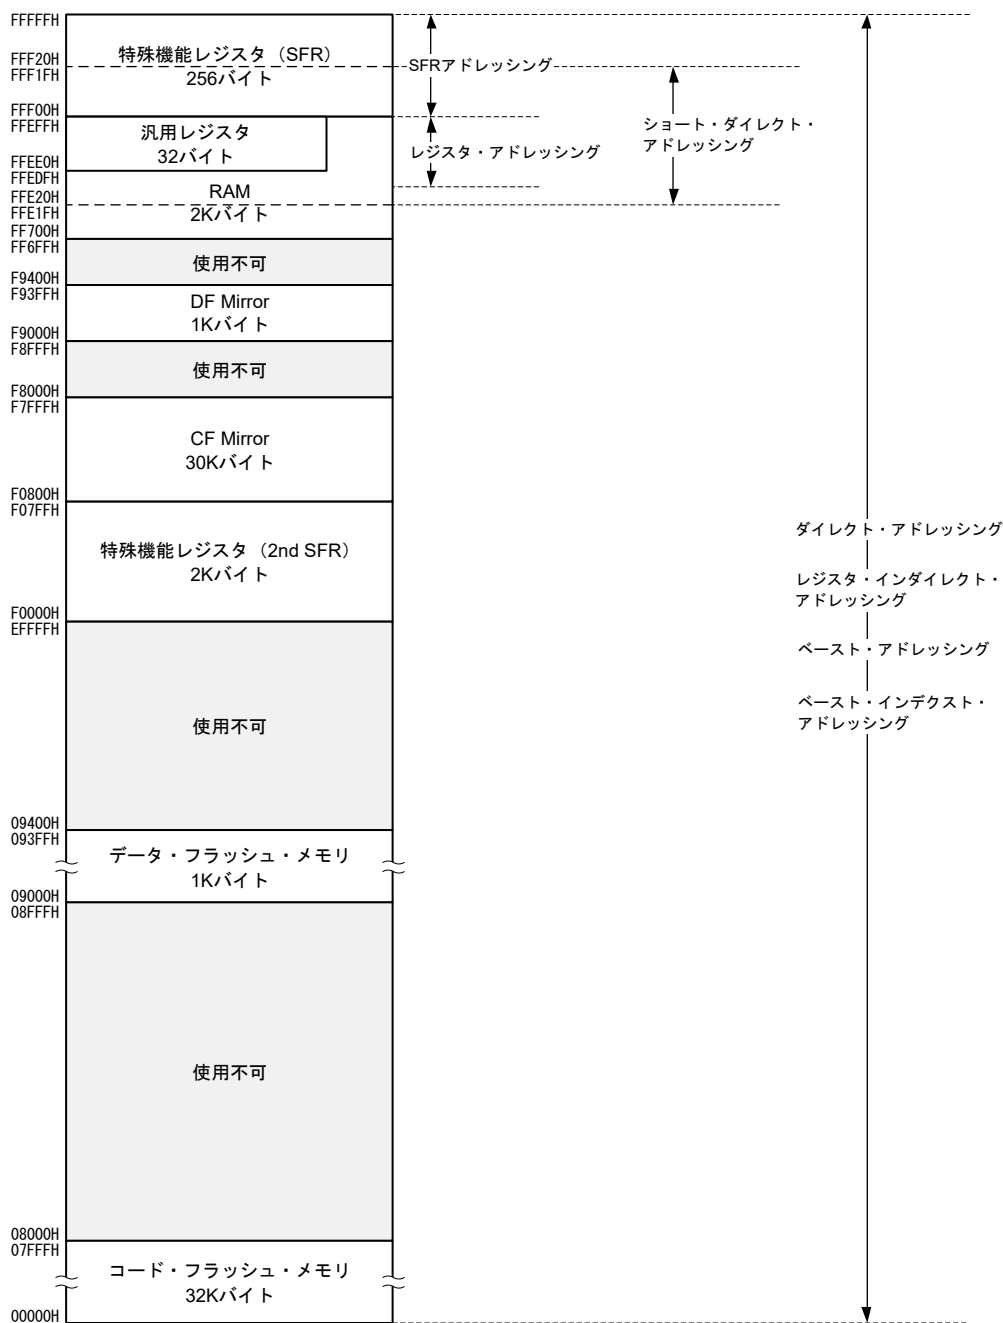 FFFFFH
特殊機能レジスタ（SFR）
256バイト
FFF20H
FFF1FH
SFRアドレッシング
FFF00H
FFEFFH
汎用レジスタ
32バイト
レジスタ・アドレッシング
ショート・ダイレクト・
アドレッシング
FFEE0H
FFEDFH
RAM
2Kバイト
FFE20H
FFE1FH
FF700H
FF6FFH
使用不可
F9400H
F93FFH
DF Mirror
1Kバイト
F9000H
F8FFFH
使用不可
F8000H
F7FFFH
CF Mirror
30Kバイト
F0800H
F07FFH
特殊機能レジスタ（2nd SFR）
2Kバイト
ダイレクト・アドレッシング
レジスタ・インダイレクト・
アドレッシング
F0000H
EFFFFH
ベースト・アドレッシング
ベースト・インデクスト・
アドレッシング
使用不可
09400H
093FFH
データ・フラッシュ・メモリ
1Kバイト
09000H
08FFFH
使用不可
08000H
07FFFH
コード・フラッシュ・メモリ
32Kバイト
00000H